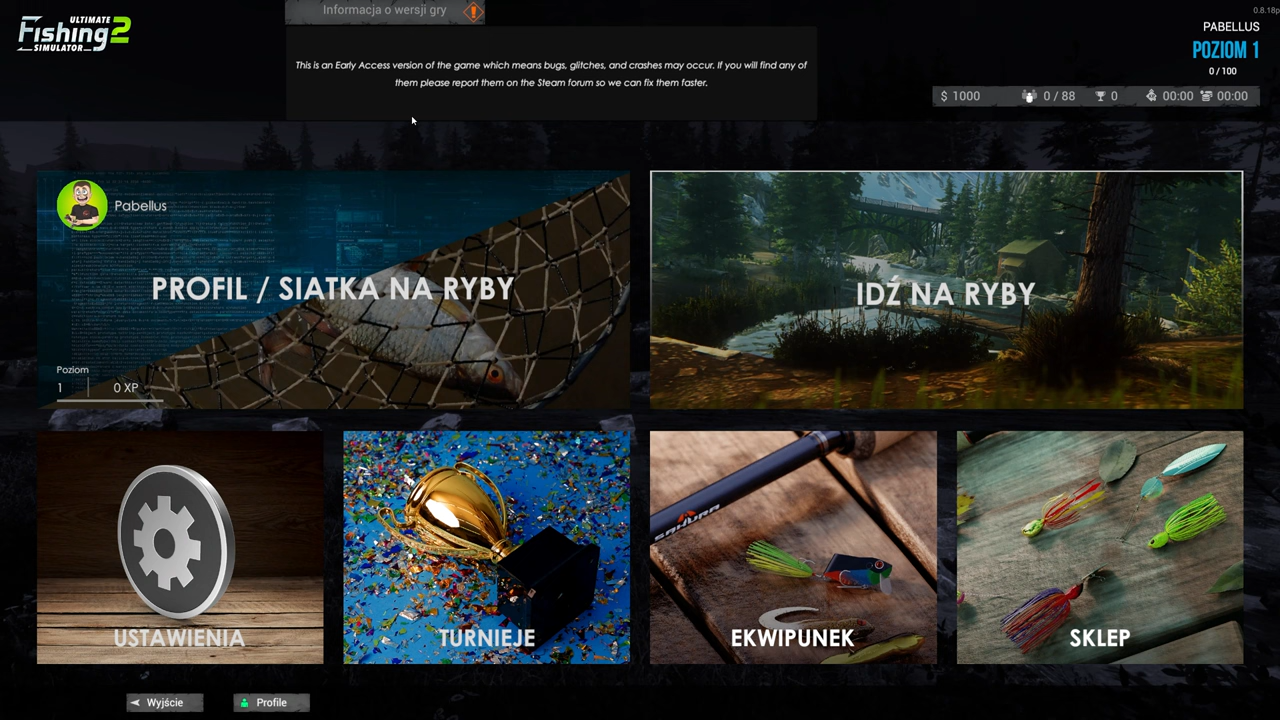 ULTIMATE
Fishing 2
SIMULATOR
Informacja o wersji gry
This is an Early Access version of the game which means bugs, glitches, and crashes may occur. If you will find any of
them please report them on the Steam forum so we can fix them faster.
0.8.18p
PABELLUS
POZIOM 1
0 / 100
$ 1000
0 / 88
0
00:00
00:00
Pabellus
PROFIL / SIATKA NA RYBY
Poziom
1
0 XP
IDŹ NA RYBY
USTAWIENIA
TURNIEJE
SAKURA
EKWIPUNEK
SKLEP
Wyjście
Profile